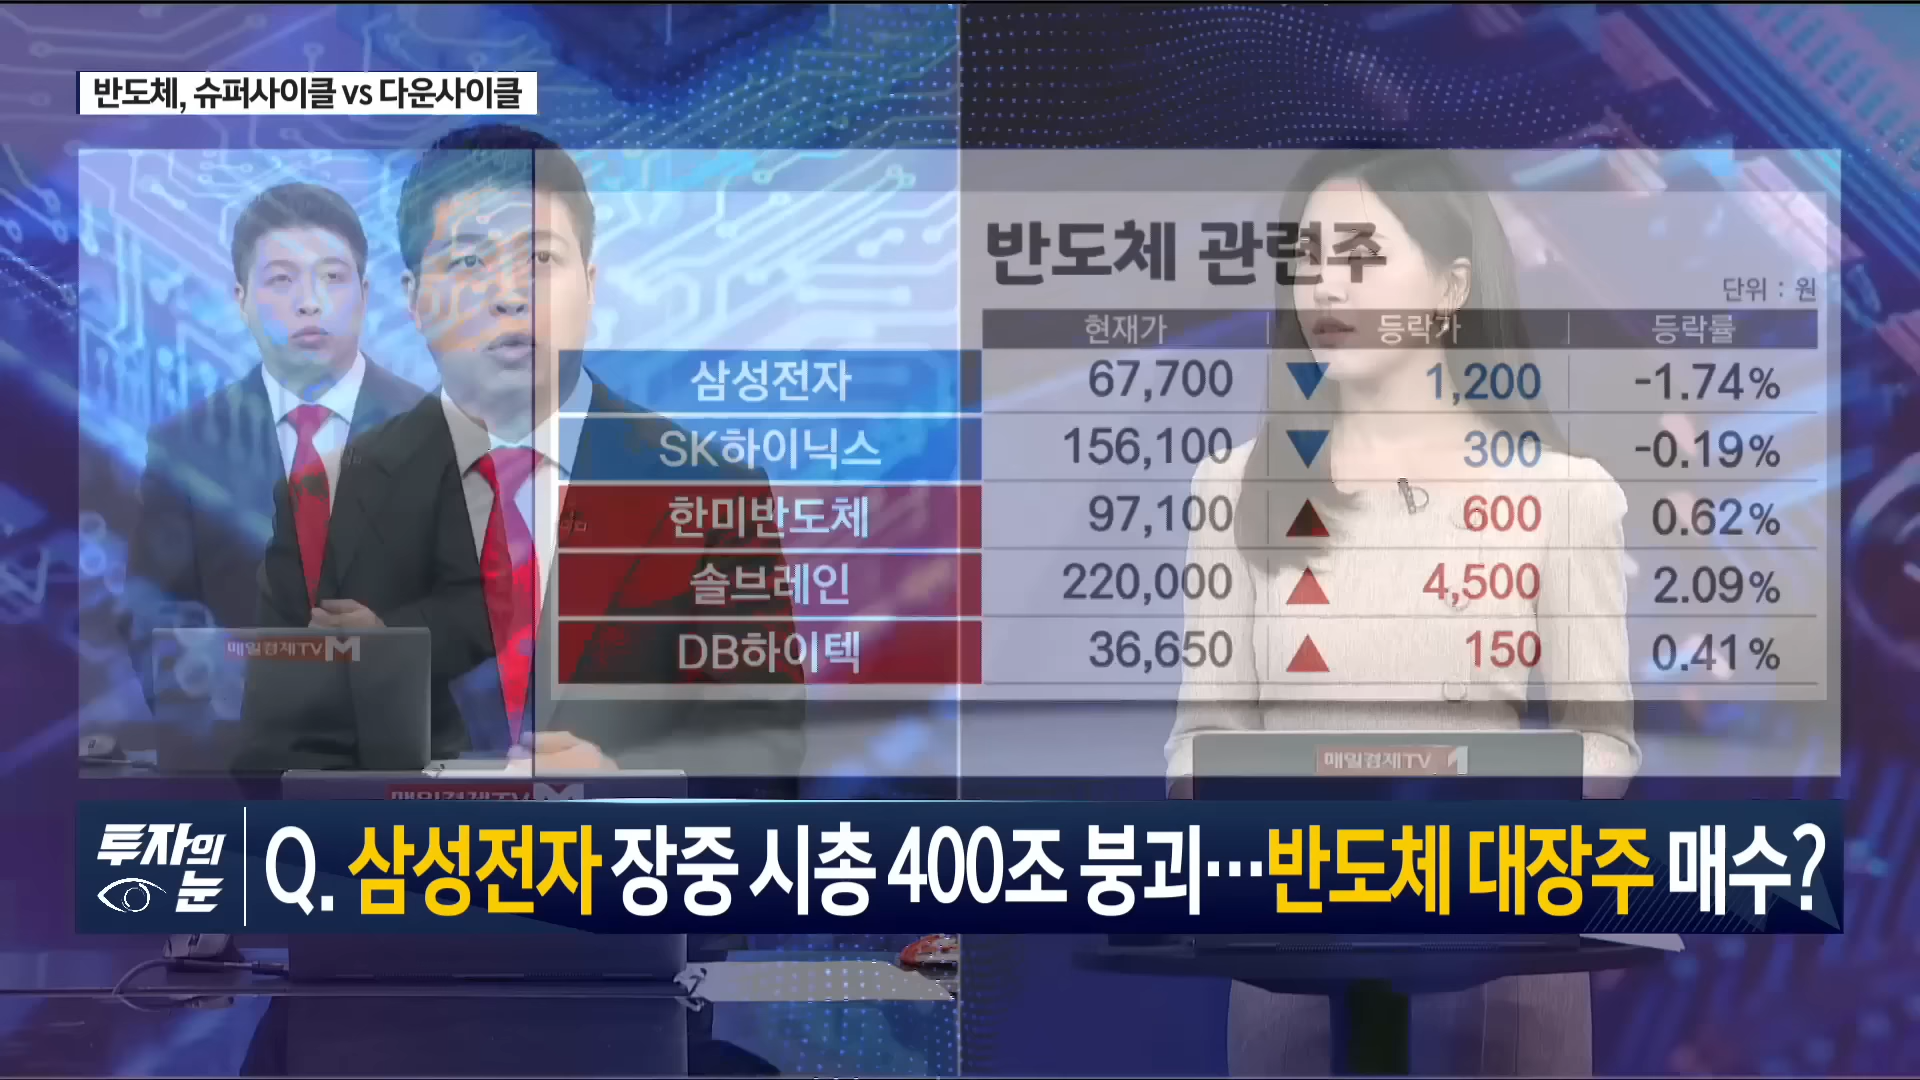 반도체, 슈퍼사이클 vs 다운사이클
반도체 관련주
단위 : 원
현재가 등락가 등락률
삼성전자 67,700 ▼ 1,200 -1.74%
SK하이닉스 156,100 ▼ 300 -0.19%
한미반도체 97,100 ▲ 600 0.62%
솔브레인 220,000 ▲ 4,500 2.09%
DB하이텍 36,650 ▲ 150 0.41%
매일경제TV M
매일경제TV
매일경제TV M
투자의 눈
Q. 삼성전자 장중 시총 400조 붕괴…반도체 대장주 매수?